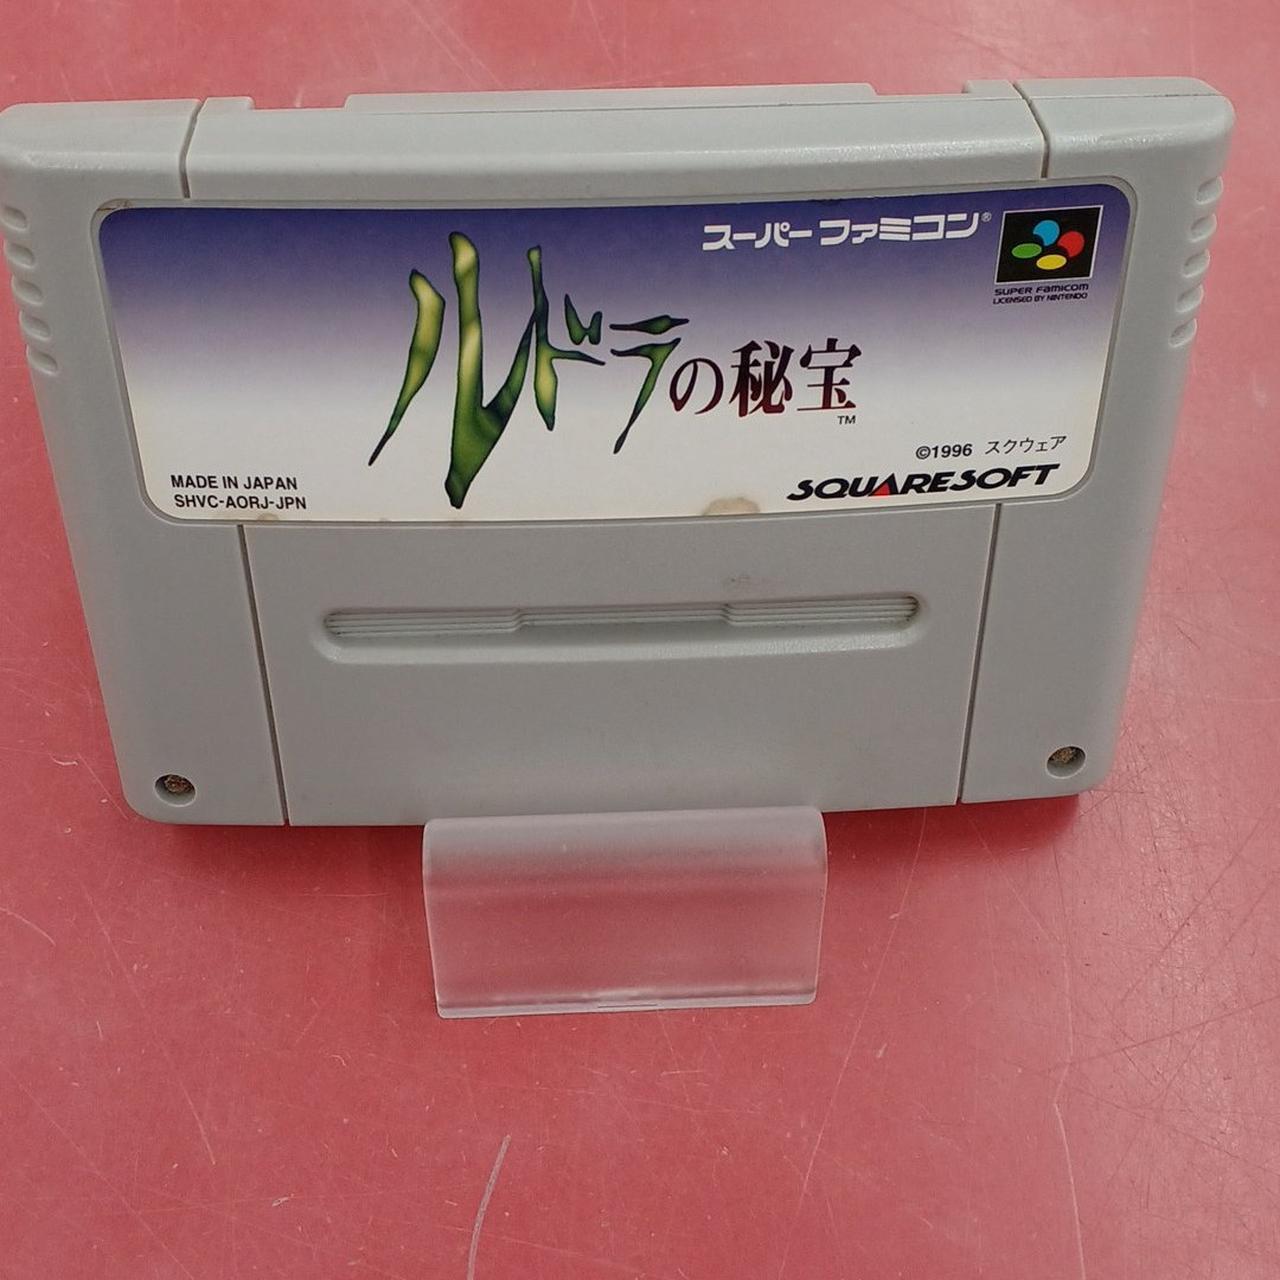 スーパーファミコン®
SUPER FAMICOM
LICENSED BY NINTENDO
ルドラの秘宝
TM
©1996 スクウェア
SQUARESOFT
MADE IN JAPAN
SHVC-AORJ-JPN